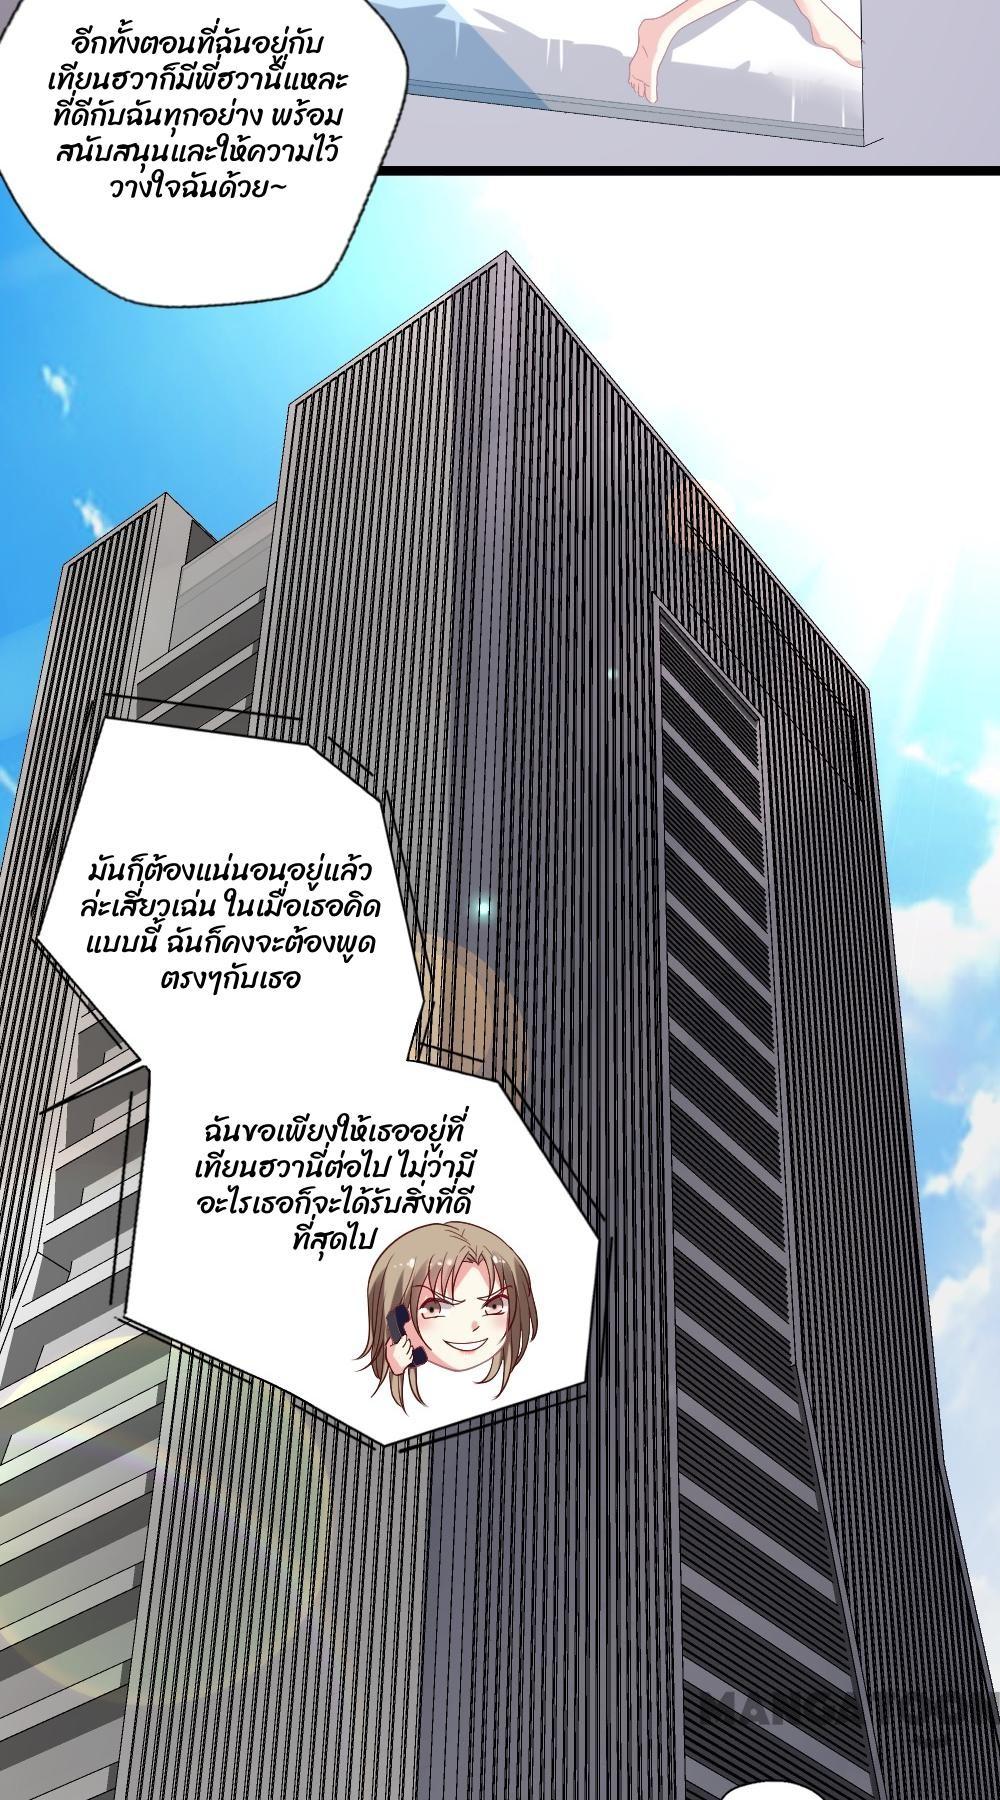 อีกทั้งตอนที่ฉันอยู่กับ
เทียนฮวาก็มีพี่ฮวานี่แหละ
ที่ดีกับฉันทุกอย่าง พร้อม
สนับสนุนและให้ความไว้
วางใจฉันด้วย~
มันก็ต้องแน่นอนอยู่แล้ว
ล่ะเสี่ยวเฉ่น ในเมื่อเธอคิด
แบบนี้ ฉันก็คงจะต้องพูด
ตรงๆกับเธอ
ฉันขอเพียงให้เธออยู่ที่
เทียนฮวานี่ต่อไป ไม่ว่ามี
อะไรเธอก็จะได้รับสิ่งที่ดี
ที่สุดไป
MANGATOON